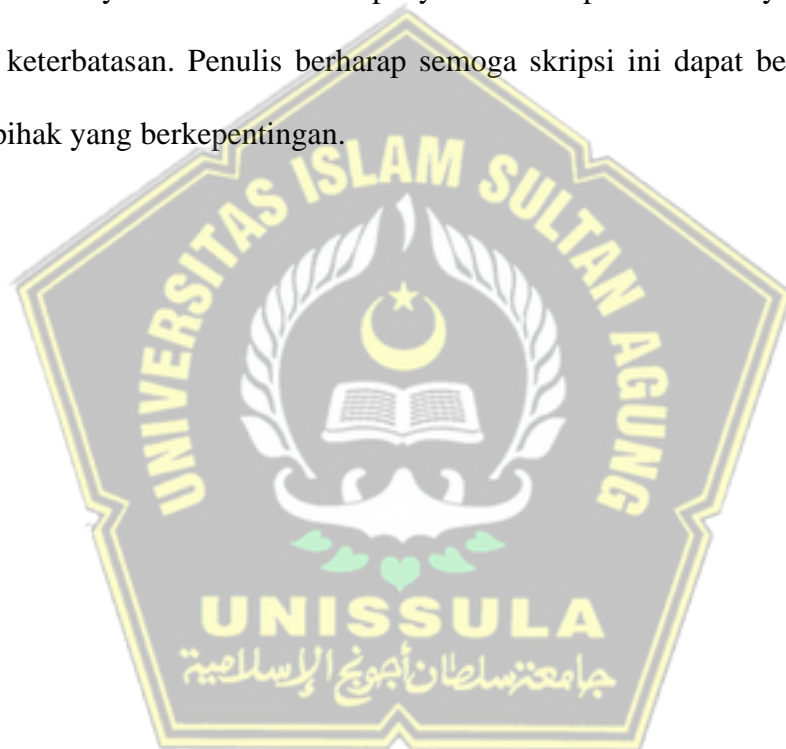 keterbatasan. Penulis berharap semoga skripsi ini dapat be
pihak yang berkepentingan.
UNIVERSITAS ISLAM SULTAN AGUNG
UNISSULA
جامعة سلطان أجونج الإسلامية